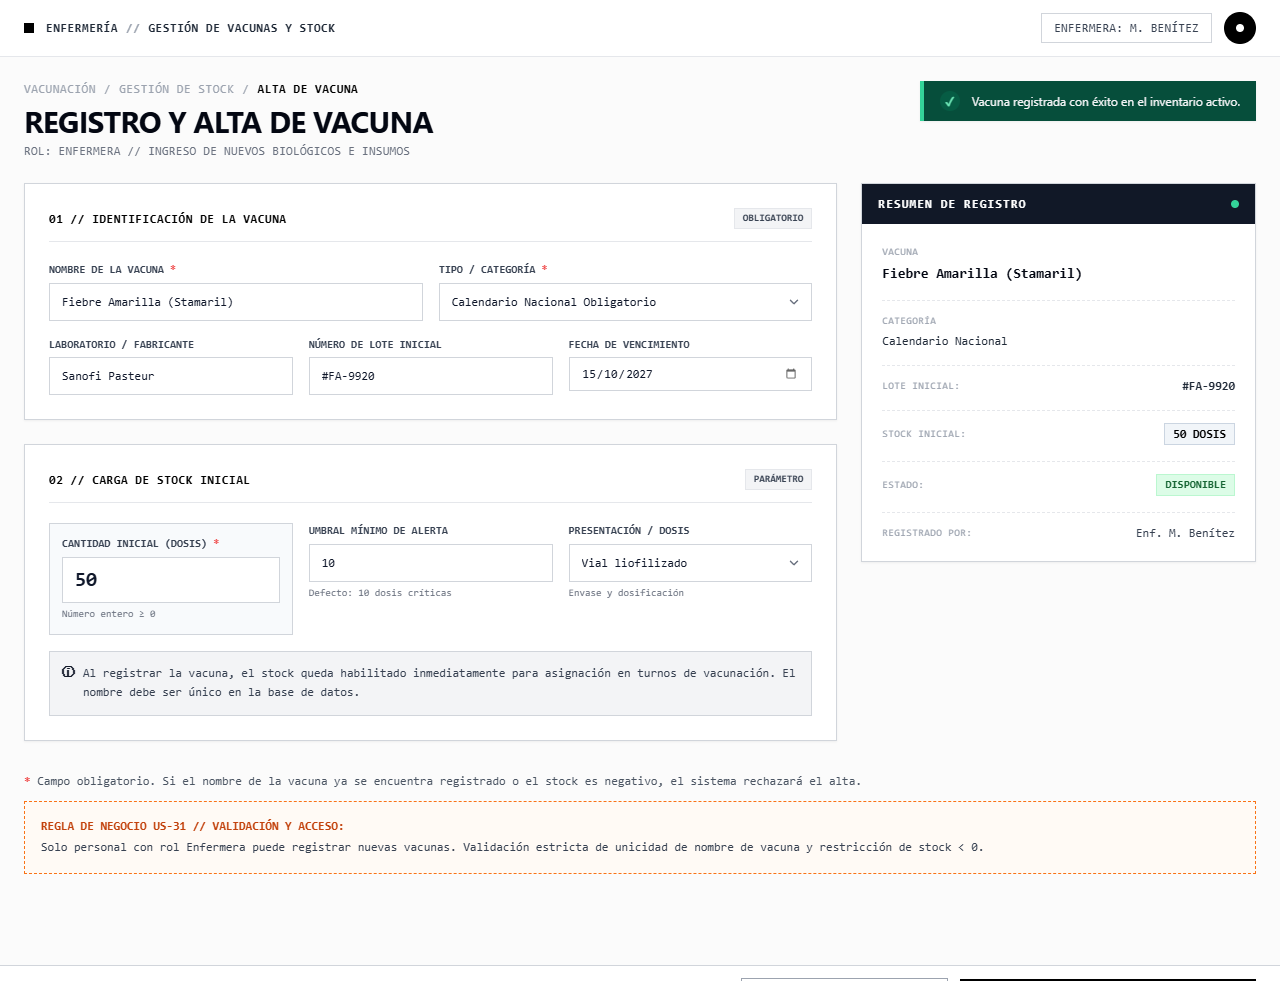 ENFERMERÍA // GESTIÓN DE VACUNAS Y STOCK
ENFERMERA: M. BENÍTEZ
VACUNACIÓN / GESTIÓN DE STOCK / ALTA DE VACUNA
REGISTRO Y ALTA DE VACUNA
ROL: ENFERMERA // INGRESO DE NUEVOS BIOLÓGICOS E INSUMOS
✓ Vacuna registrada con éxito en el inventario activo.
01 // IDENTIFICACIÓN DE LA VACUNA
OBLIGATORIO
NOMBRE DE LA VACUNA *
Fiebre Amarilla (Stamaril)
TIPO / CATEGORÍA *
Calendario Nacional Obligatorio
LABORATORIO / FABRICANTE
Sanofi Pasteur
NÚMERO DE LOTE INICIAL
#FA-9920
FECHA DE VENCIMIENTO
15/10/2027
02 // CARGA DE STOCK INICIAL
PARÁMETRO
CANTIDAD INICIAL (DOSIS) *
50
Número entero ≥ 0
UMBRAL MÍNIMO DE ALERTA
10
Defecto: 10 dosis críticas
PRESENTACIÓN / DOSIS
Vial liofilizado
Envase y dosificación
Al registrar la vacuna, el stock queda habilitado inmediatamente para asignación en turnos de vacunación. El
nombre debe ser único en la base de datos.
RESUMEN DE REGISTRO
VACUNA
Fiebre Amarilla (Stamaril)
CATEGORÍA
Calendario Nacional
LOTE INICIAL: #FA-9920
STOCK INICIAL: 50 DOSIS
ESTADO: DISPONIBLE
REGISTRADO POR: Enf. M. Benítez
* Campo obligatorio. Si el nombre de la vacuna ya se encuentra registrado o el stock es negativo, el sistema rechazará el alta.
REGLA DE NEGOCIO US-31 // VALIDACIÓN Y ACCESO:
Solo personal con rol Enfermera puede registrar nuevas vacunas. Validación estricta de unicidad de nombre de vacuna y restricción de stock < 0.